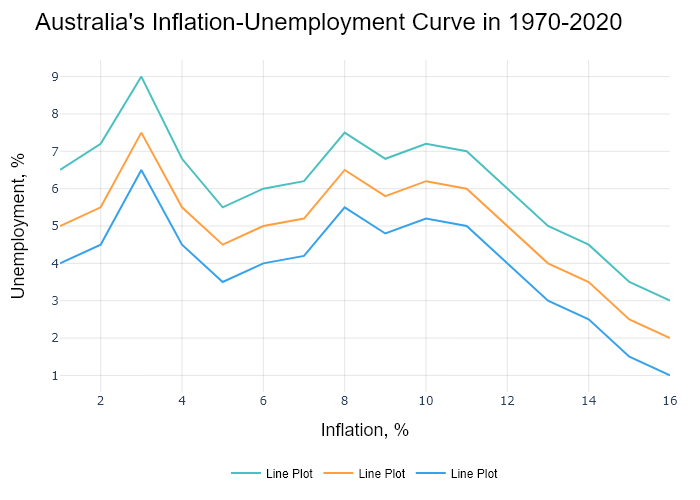 Australia's Inflation-Unemployment Curve in 1970-2020
Unemployment, %
9
8
7
6
5
4
3
2
1
2 4 6 8 10 12 14 16
Inflation, %
Line Plot Line Plot Line Plot